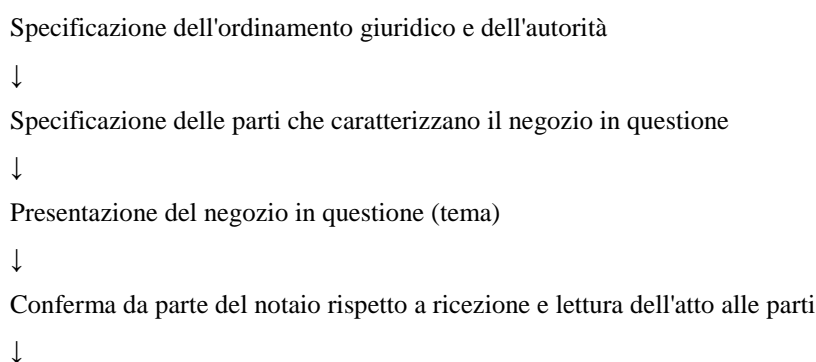 Specificazione dell'ordinamento giuridico e dell'autorità
↓
Specificazione delle parti che caratterizzano il negozio in questione
↓
Presentazione del negozio in questione (tema)
↓
Conferma da parte del notaio rispetto a ricezione e lettura dell'atto alle parti
↓